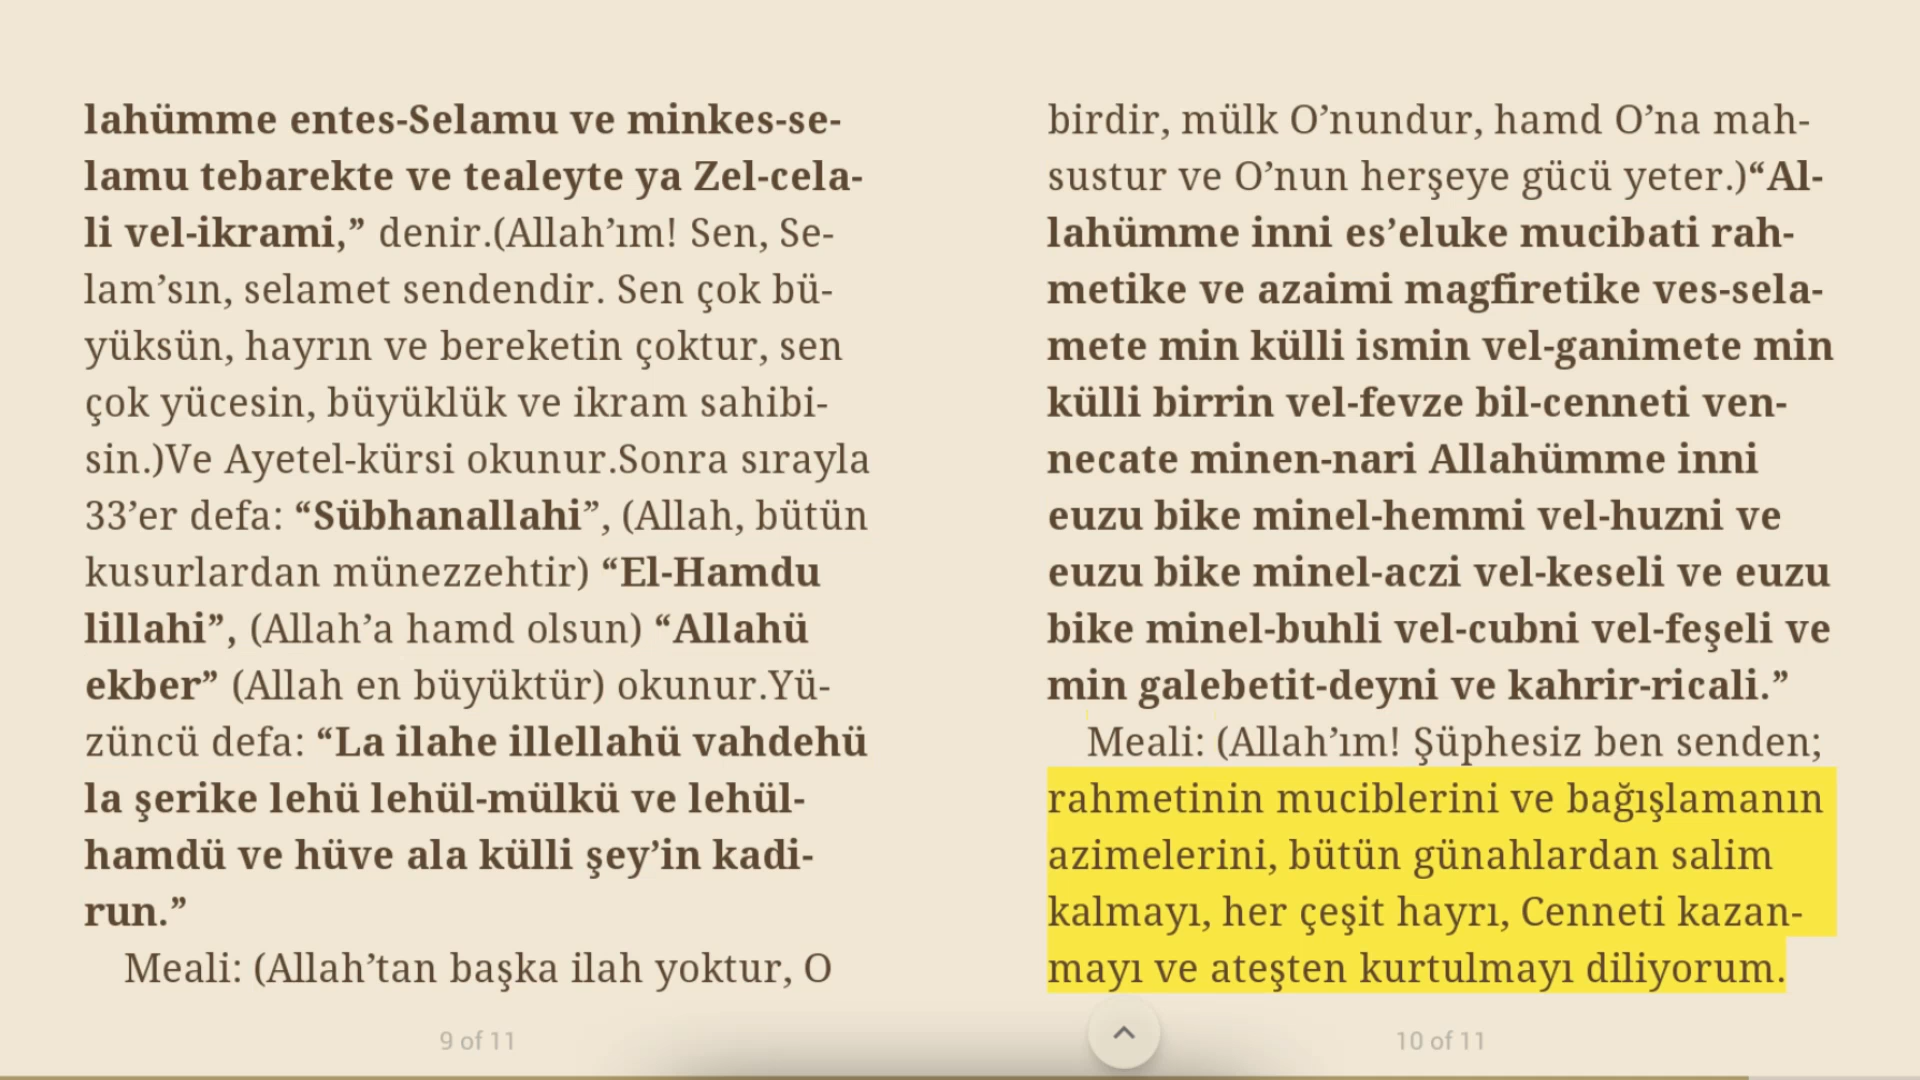 lahümme entes-Selamu ve minkes-se-
lamu tebarekte ve tealeyte ya Zel-cela-
li vel-ikrami,” denir.(Allah’ım! Sen, Se-
lam’sın, selamet sendendir. Sen çok bü-
yüksün, hayrın ve bereketin çoktur, sen
çok yücesin, büyüklük ve ikram sahibi-
sin.)Ve Ayetel-kürsi okunur.Sonra sırayla
33’er defa: “Sübhanallahi”, (Allah, bütün
kusurlardan münezzehtir) “El-Hamdu
lillahi”, (Allah’a hamd olsun) “Allahü
ekber” (Allah en büyüktür) okunur.Yü-
züncü defa: “La ilahe illellahü vahdehü
la şerike lehü lehül-mülkü ve lehül-
hamdü ve hüve ala külli şey’in kadi-
run.”
Meali: (Allah’tan başka ilah yoktur, O
9 of 11
birdir, mülk O’nundur, hamd O’na mah-
sustur ve O’nun herşeye gücü yeter.)“Al-
lahümme inni es’eluke mucibati rah-
metike ve azaimi magfiretike ves-sela-
mete min külli ismin vel-ganimete min
külli birrin vel-fevze bil-cenneti ven-
necate minen-nari Allahümme inni
euzu bike minel-hemmi vel-huzni ve
euzu bike minel-aczi vel-keseli ve euzu
bike minel-buhli vel-cubni vel-feşeli ve
min galebetit-deyni ve kahrir-ricali.”
Meali: (Allah’ım! Şüphesiz ben senden;
rahmetinin muciblerini ve bağışlamanın
azimelerini, bütün günahlardan salim
kalmayı, her çeşit hayrı, Cenneti kazan-
mayı ve ateşten kurtulmayı diliyorum.
10 of 11